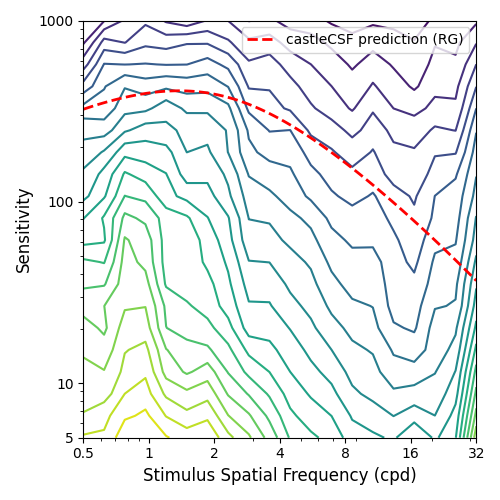 castleCSF prediction (RG)
1000
100
10
5
Sensitivity
0.5 1 2 4 8 16 32
Stimulus Spatial Frequency (cpd)